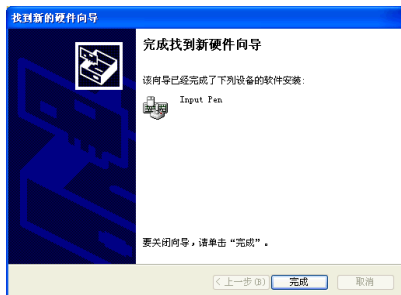 找到新的硬件向导
完成找到新硬件向导
该向导已经完成了下列设备的软件安装:
Input Pen
要关闭向导，请单击“完成”。
< 上一步(B)
完成
取消